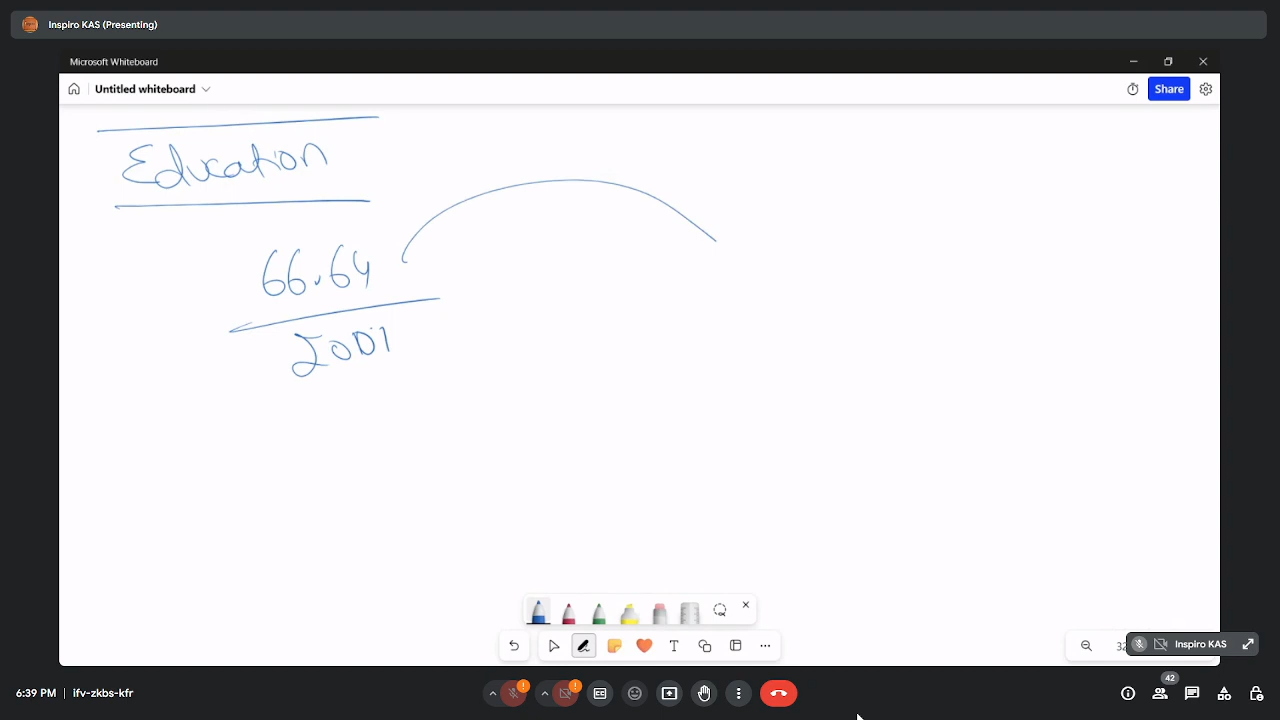 Inspiro KAS (Presenting)
Microsoft Whiteboard
Untitled whiteboard
Share
Education
66.64
2001
T
Inspiro KAS
42
6:39 PM | ifv-zkbs-kfr